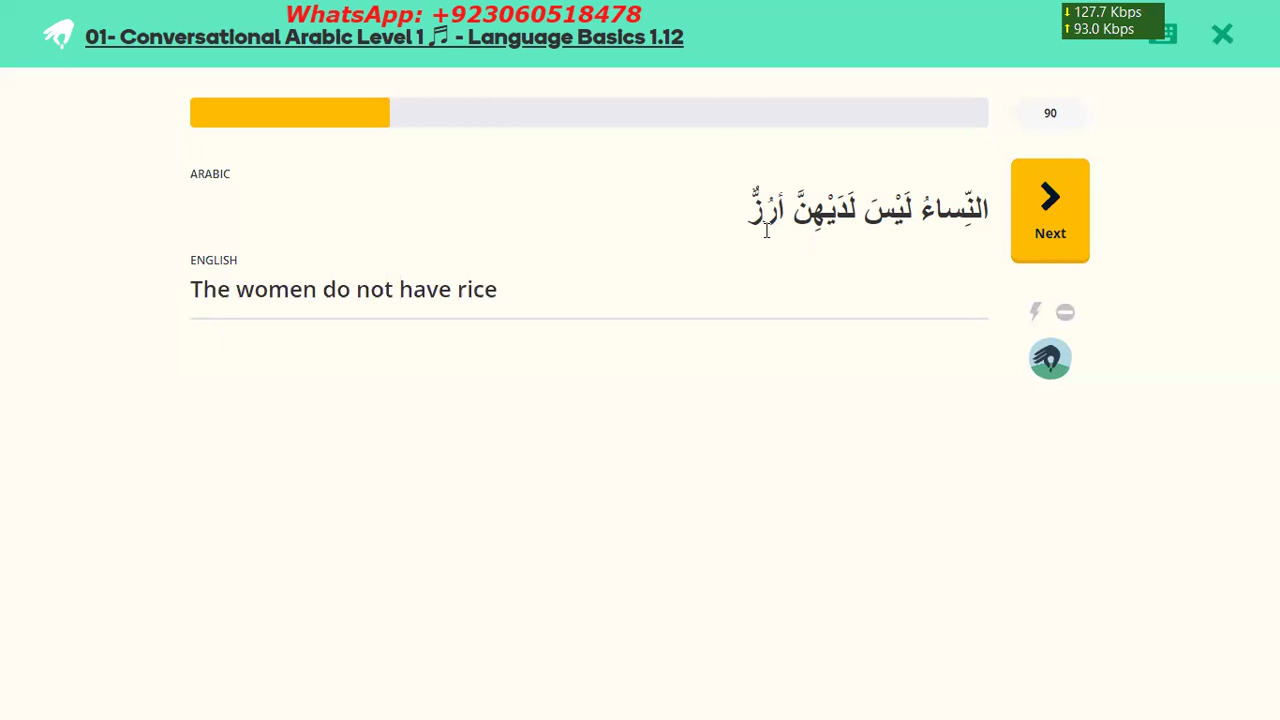 WhatsApp: +923060518478
01- Conversational Arabic Level 1 🎵 - Language Basics 1.12
127.7 Kbps
93.0 Kbps
90
ARABIC
النِّساءُ لَيْسَ لَدَيْهِنَّ أرُزٌّ
Next
ENGLISH
The women do not have rice